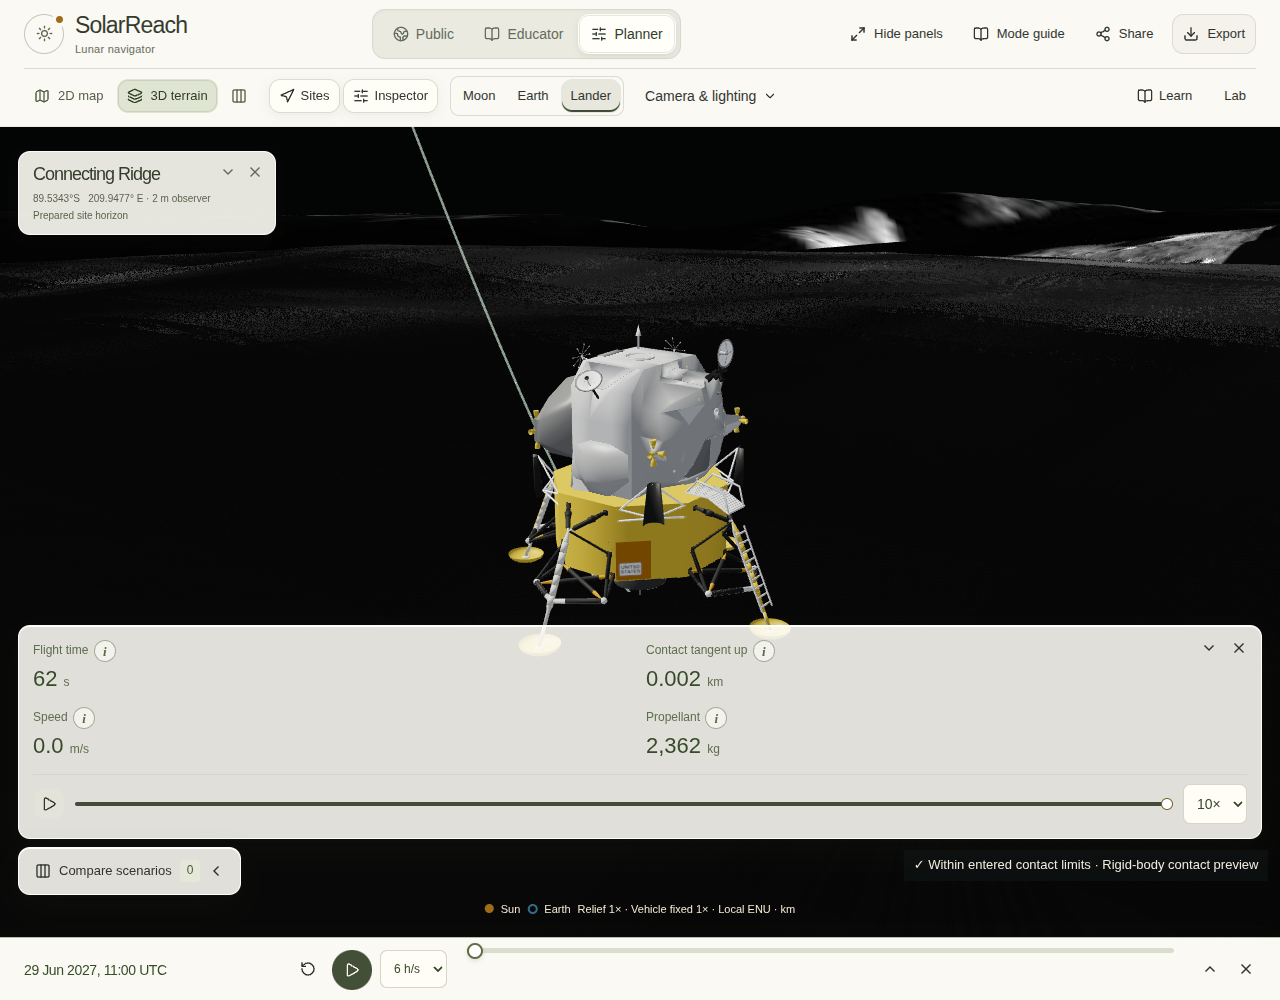 SolarReach
Lunar navigator
Public
Educator
Planner
Hide panels
Mode guide
Share
Export
2D map
3D terrain
Sites
Inspector
Moon
Earth
Lander
Camera & lighting
Learn
Lab
Connecting Ridge
89.5343°S 209.9477° E · 2 m observer
Prepared site horizon
UNITED
STATES
Flight time i
62 s
Contact tangent up i
0.002 km
Speed i
0.0 m/s
Propellant i
2,362 kg
10×
Compare scenarios 0
✓ Within entered contact limits · Rigid-body contact preview
Sun Earth Relief 1× · Vehicle fixed 1× · Local ENU · km
29 Jun 2027, 11:00 UTC
6 h/s